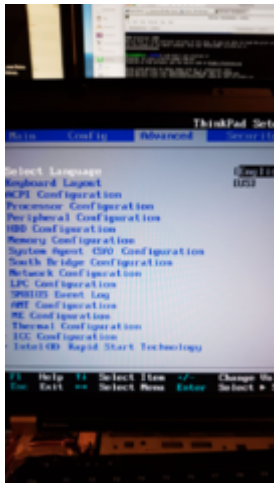 ThinkPad Set
Main Config Advanced Securit
Select Language [Englis
Keyboard Layout [US]
ACPI Configuration
Processor Configuration
Peripheral Configuration
HDD Configuration
Memory Configuration
System Agent (SA) Configuration
South Bridge Configuration
Network Configuration
LPC Configuration
SMBIOS Event Log
AMT Configuration
ME Configuration
Thermal Configuration
ICC Configuration
Intel(R) Rapid Start Technology
F1 Help ↑↓ Select Item -/- Change Va
Esc Exit ↔ Select Menu Enter Select ▸ S